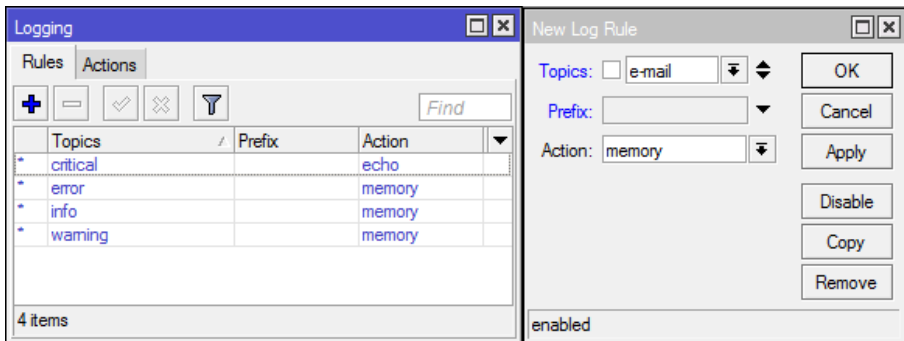 Logging
Rules Actions
Find
Topics Prefix Action
* critical echo
* error memory
* info memory
* warning memory
4 items
New Log Rule
Topics: e-mail
Prefix:
Action: memory
OK
Cancel
Apply
Disable
Copy
Remove
enabled